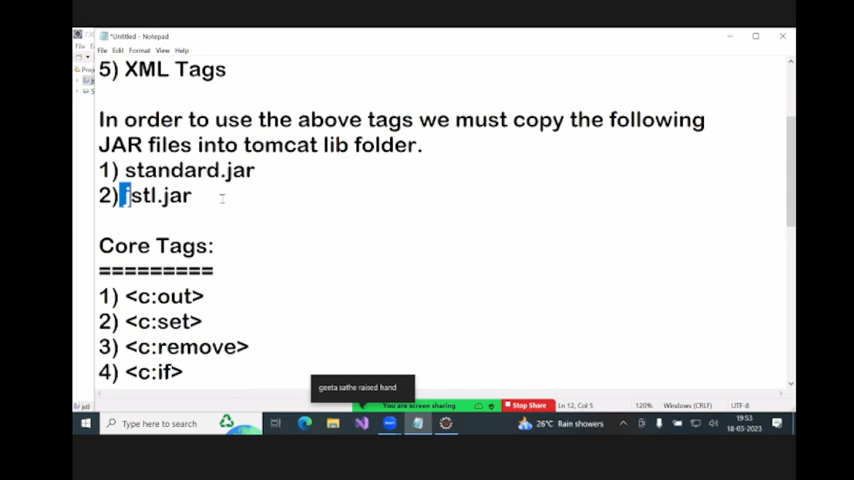 *Untitled - Notepad
File Edit Format View Help
5) XML Tags
In order to use the above tags we must copy the following
JAR files into tomcat lib folder.
1) standard.jar
2) jstl.jar
Core Tags:
=========
1) <c:out>
2) <c:set>
3) <c:remove>
4) <c:if>
geeta sathe raised hand
You are screen sharing
Stop Share
Ln 12, Col 5
120%
Windows (CRLF)
UTF-8
Type here to search
26°C Rain showers
19:53
18-03-2023